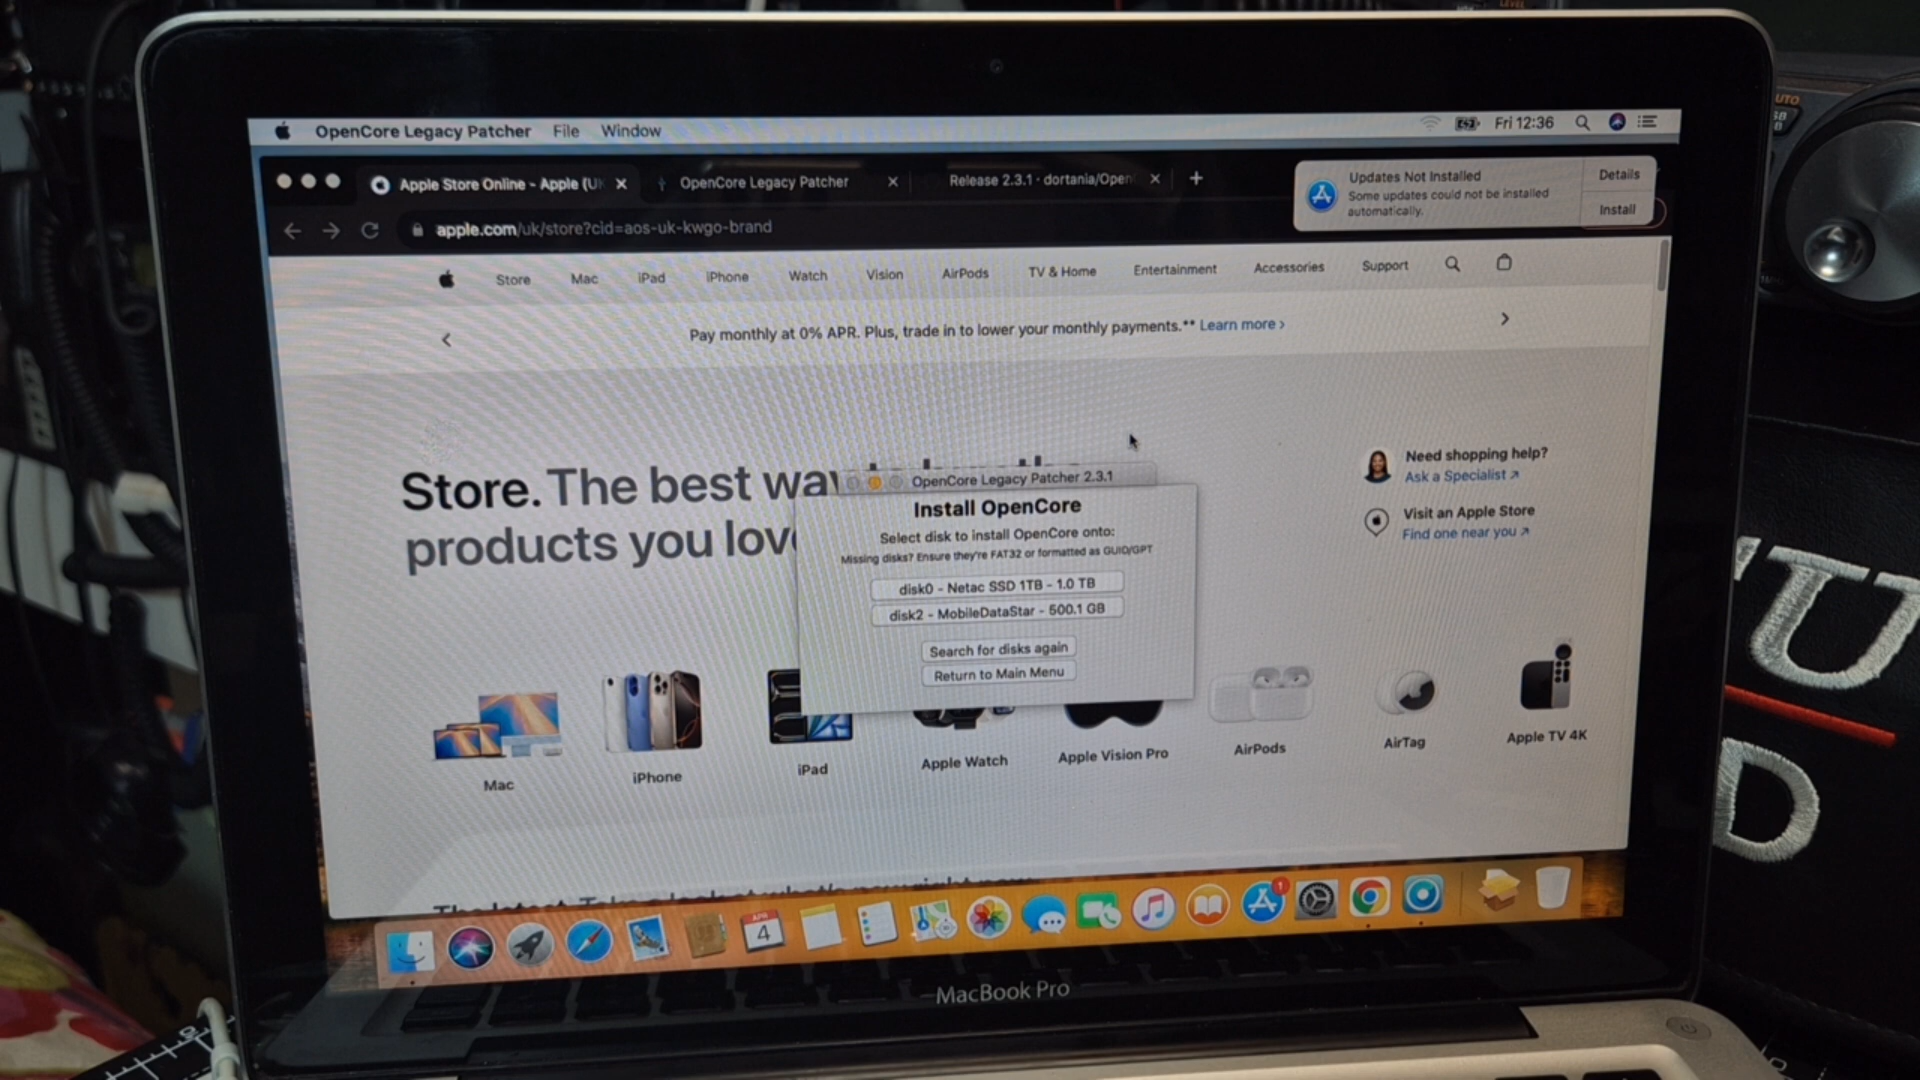 OpenCore Legacy Patcher File Window
Fri 12:36
Apple Store Online - Apple (U
OpenCore Legacy Patcher
Release 2.3.1 · dortania/Open
Updates Not Installed
Some updates could not be installed
automatically.
Details
Install
apple.com/uk/store?cid=aos-uk-kwgo-brand
Store Mac iPad iPhone Watch Vision AirPods TV & Home Entertainment Accessories Support
Pay monthly at 0% APR. Plus, trade in to lower your monthly payments.** Learn more >
Store. The best wa
products you lov
Need shopping help?
Ask a Specialist ↗
Visit an Apple Store
Find one near you ↗
OpenCore Legacy Patcher 2.3.1
Install OpenCore
Select disk to install OpenCore onto:
Missing disks? Ensure they're FAT32 or formatted as GUID/GPT
disk0 - Netac SSD 1TB - 1.0 TB
disk2 - MobileDataStar - 500.1 GB
Search for disks again
Return to Main Menu
Mac
iPhone
iPad
Apple Watch
Apple Vision Pro
AirPods
AirTag
Apple TV 4K
APR
4
1
MacBook Pro
AUTO
LEVEL
U
D